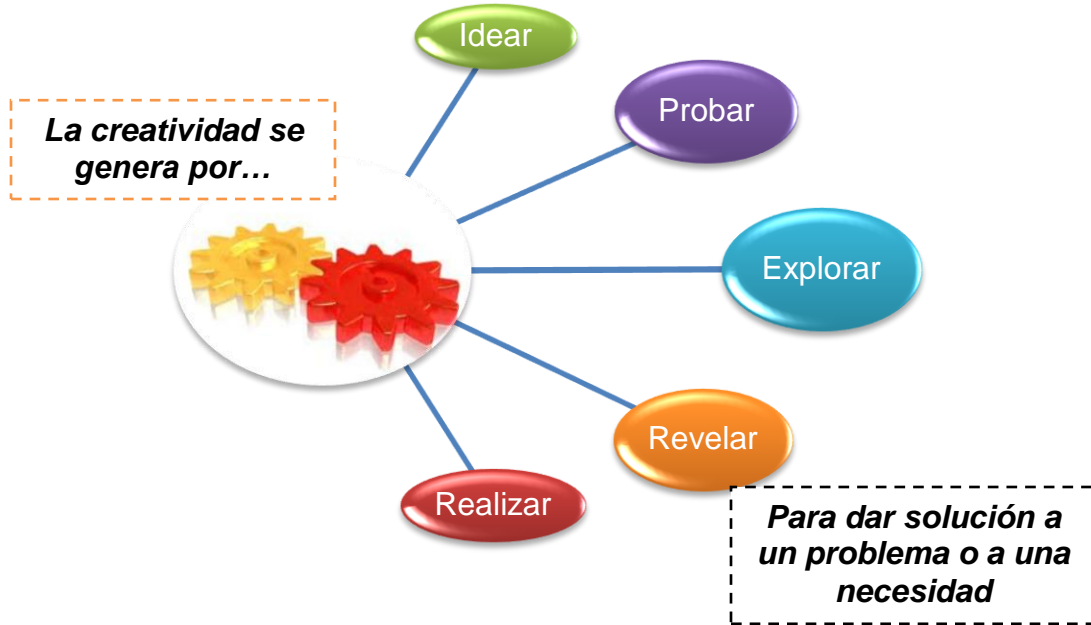 La creatividad se
genera por…
Idear
Probar
Explorar
Revelar
Realizar
Para dar solución a
un problema o a una
necesidad